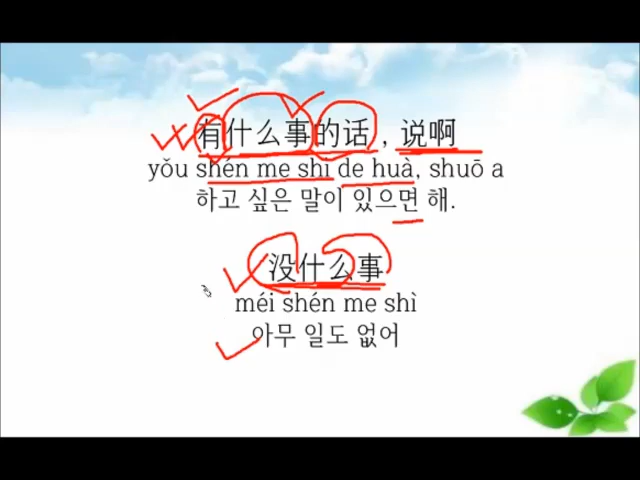 有什么事的话, 说啊
yǒu shén me shì de huà, shuō a
하고 싶은 말이 있으면 해.
没什么事
méi shén me shì
아무 일도 없어